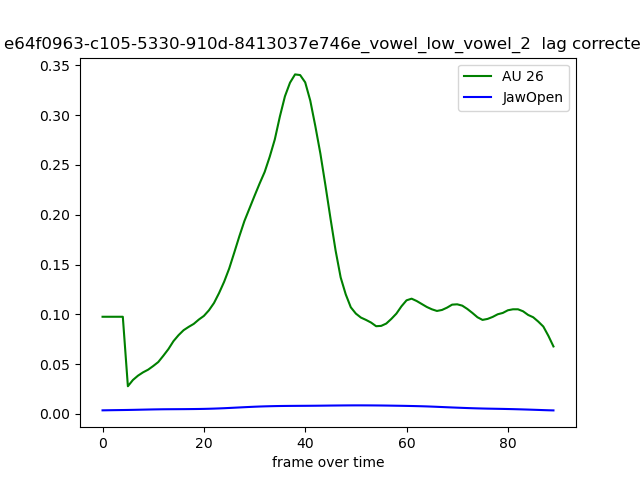 e64f0963-c105-5330-910d-8413037e746e_vowel_low_vowel_2 lag correcte
AU 26
JawOpen
0.35
0.30
0.25
0.20
0.15
0.10
0.05
0.00
0 20 40 60 80
frame over time